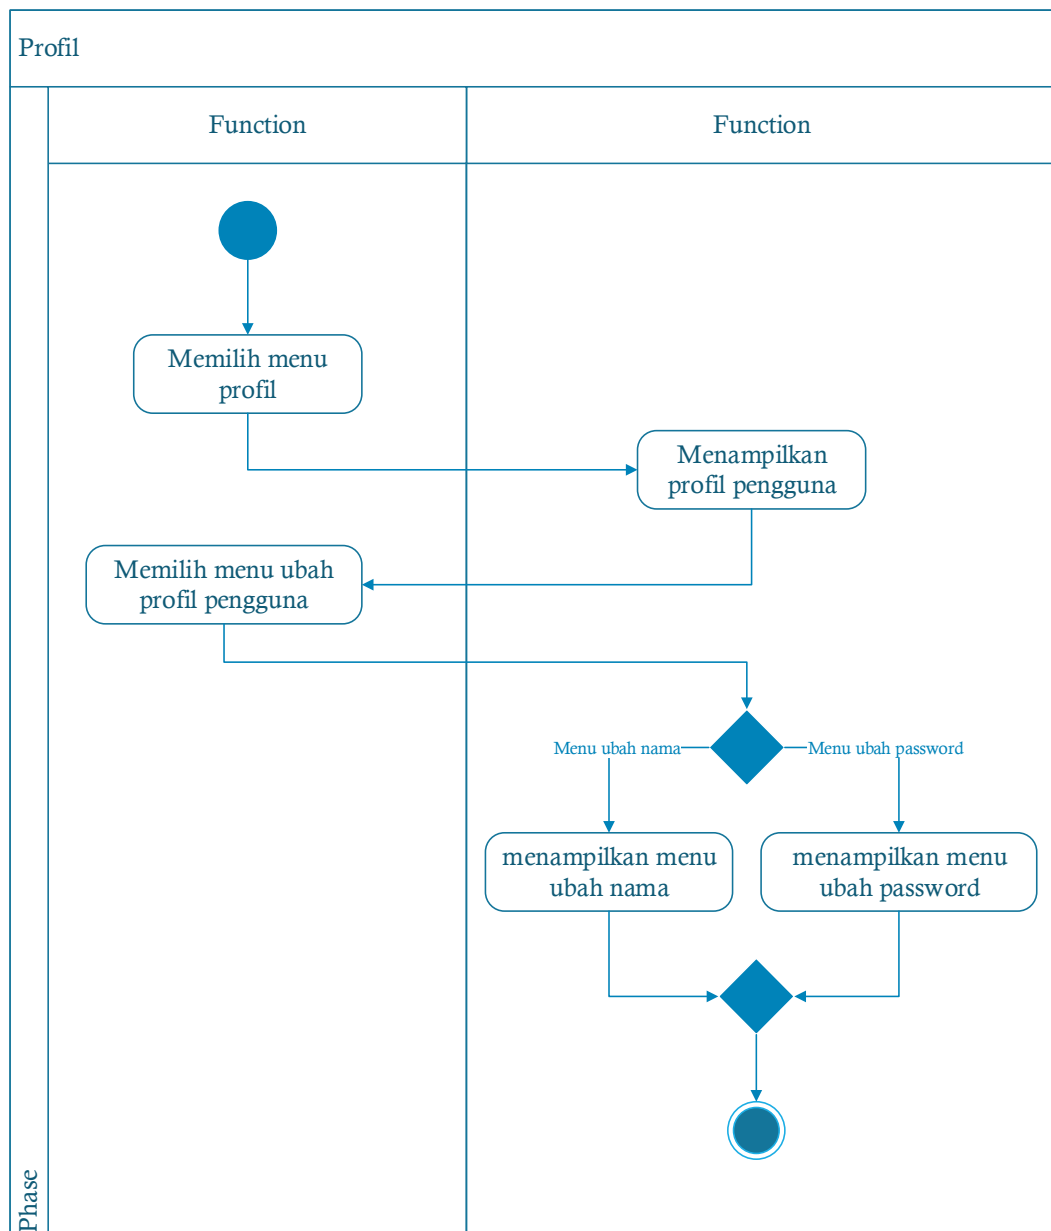 Profil
Function
Function
Memilih menu
profil
Menampilkan
profil pengguna
Memilih menu ubah
profil pengguna
Menu ubah nama
Menu ubah password
menampilkan menu
ubah nama
menampilkan menu
ubah password
Phase